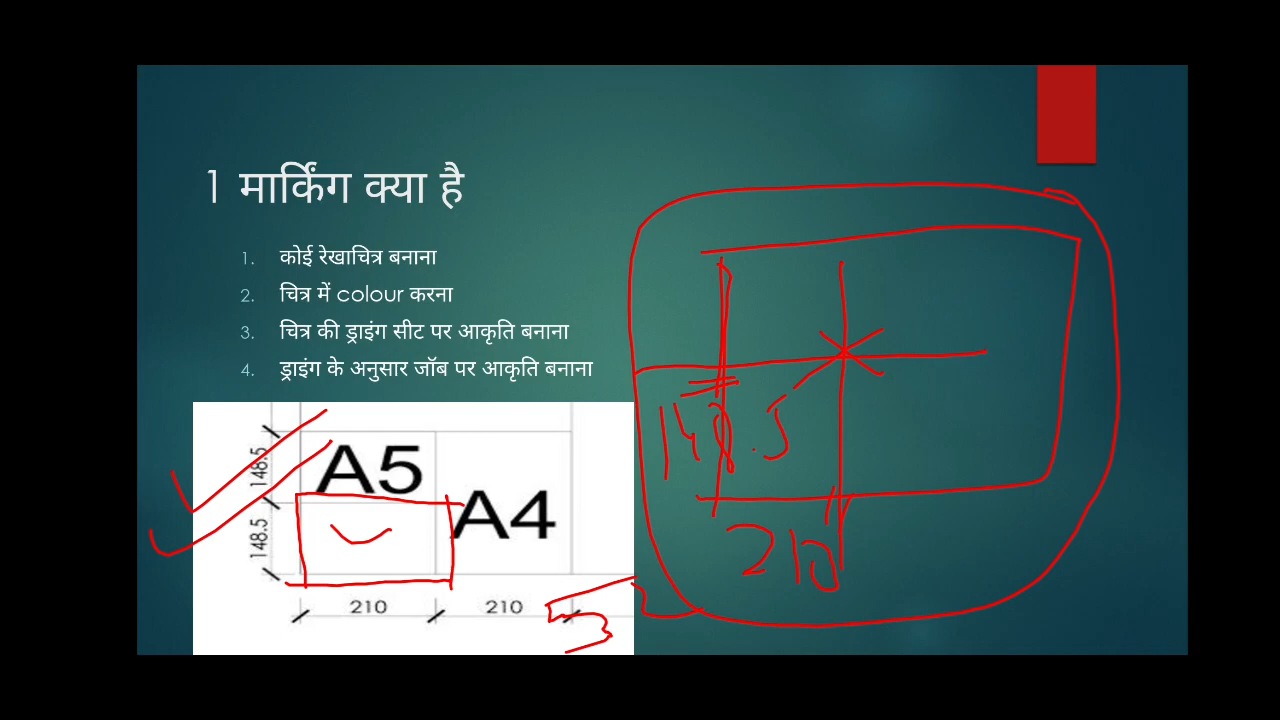 1 मार्किंग क्या है
1. कोई रेखाचित्र बनाना
2. चित्र में colour करना
3. चित्र की ड्राइंग सीट पर आकृति बनाना
4. ड्राइंग के अनुसार जॉब पर आकृति बनाना
148.5
A5
148.5
A4
210
210
148.5
210